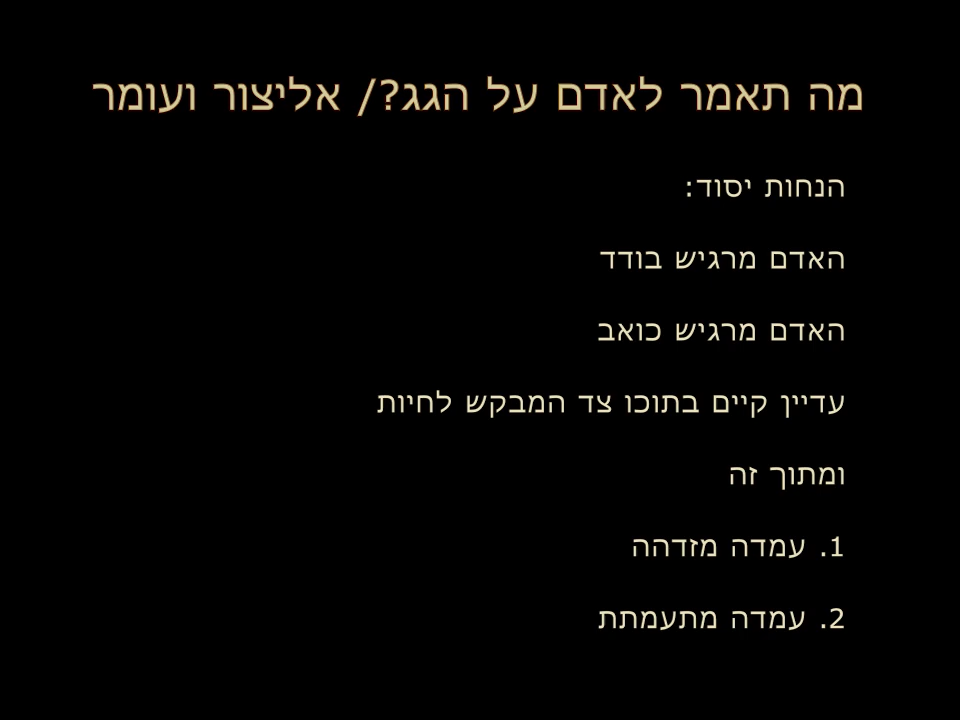 מה תאמר לאדם על הגג?/ אליצור ועומר
הנחות יסוד:
האדם מרגיש בודד
האדם מרגיש כואב
עדיין קיים בתוכו צד המבקש לחיות
ומתוך זה
1. עמדה מזדהה
2. עמדה מתעמתת